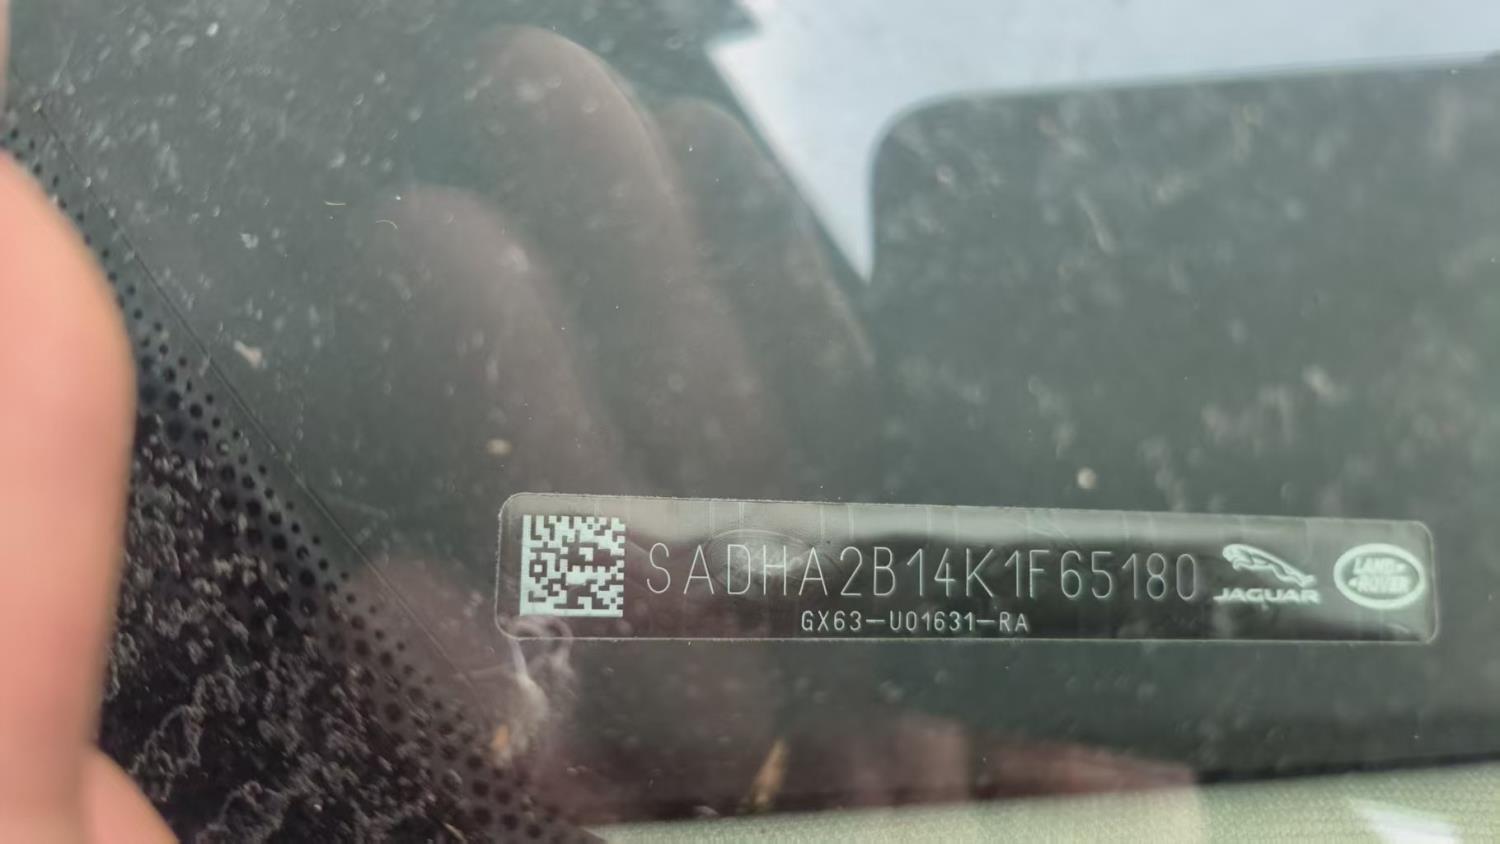 SADHA2B14K1F65180
JAGUAR
LAND-
-ROVER
GX63-U01631-RA